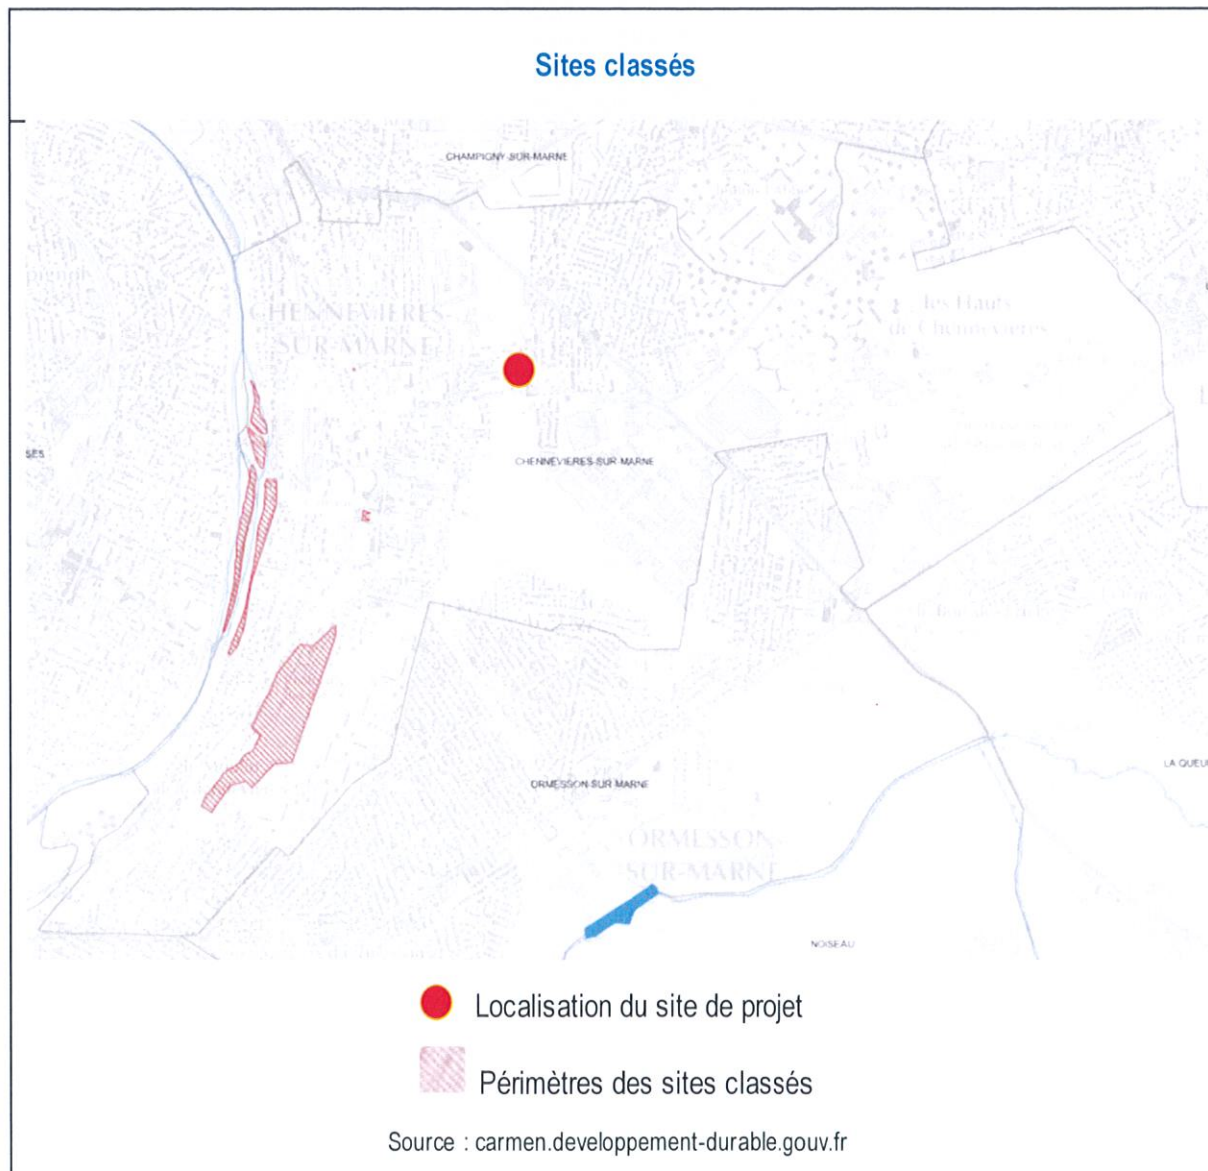 Sites classés
CHAMPIGNY-SUR-MARNE
CHENNEVIERES-
SUR-MARNE
les Hauts
de Chennevières
SES
CHENNEVIERES-SUR-MARNE
LA QUEUE
ORMESSON-SUR-MARNE
ORMESSON-
SUR-MARNE
NOISEAU
Localisation du site de projet
Périmètres des sites classés
Source : carmen.developpement-durable.gouv.fr